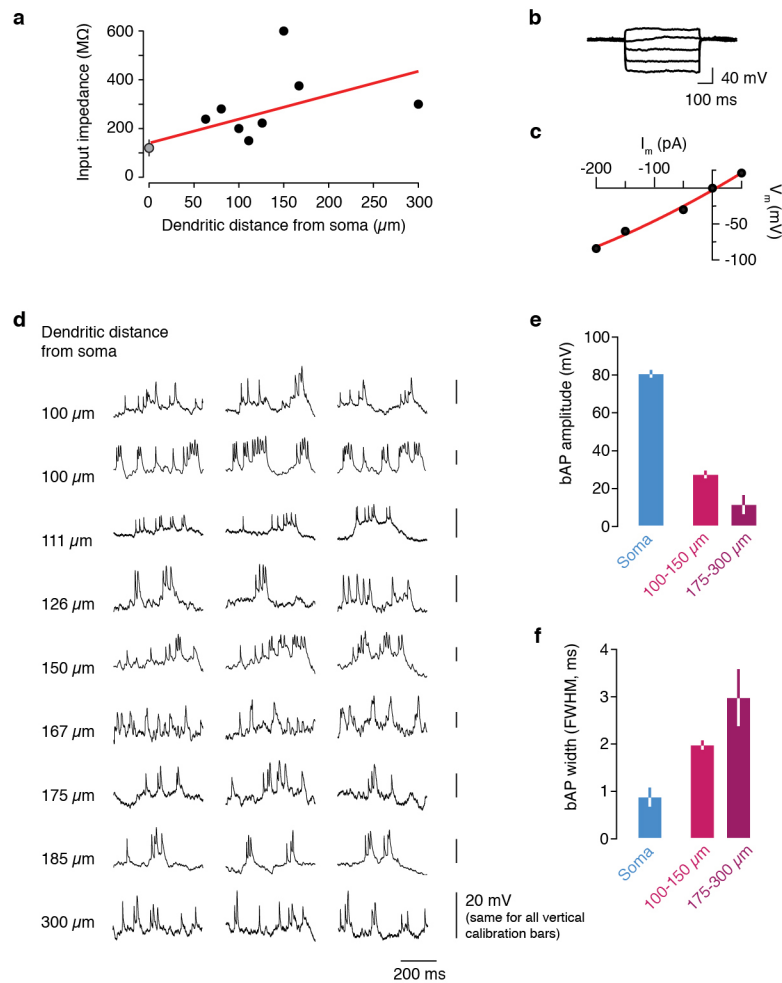 a
Input impedance (MΩ)
600
400
200
0
0 50 100 150 200 250 300
Dendritic distance from soma (µm)
b
40 mV
100 ms
c
I_m (pA)
-200 -100 0
V_m (mV)
-50
-100
d
Dendritic distance
from soma
100 µm
100 µm
111 µm
126 µm
150 µm
167 µm
175 µm
185 µm
300 µm
20 mV
(same for all vertical
calibration bars)
200 ms
e
bAP amplitude (mV)
100
80
60
40
20
0
Soma
100-150 µm
175-300 µm
f
bAP width (FWHM, ms)
4
3
2
1
0
Soma
100-150 µm
175-300 µm